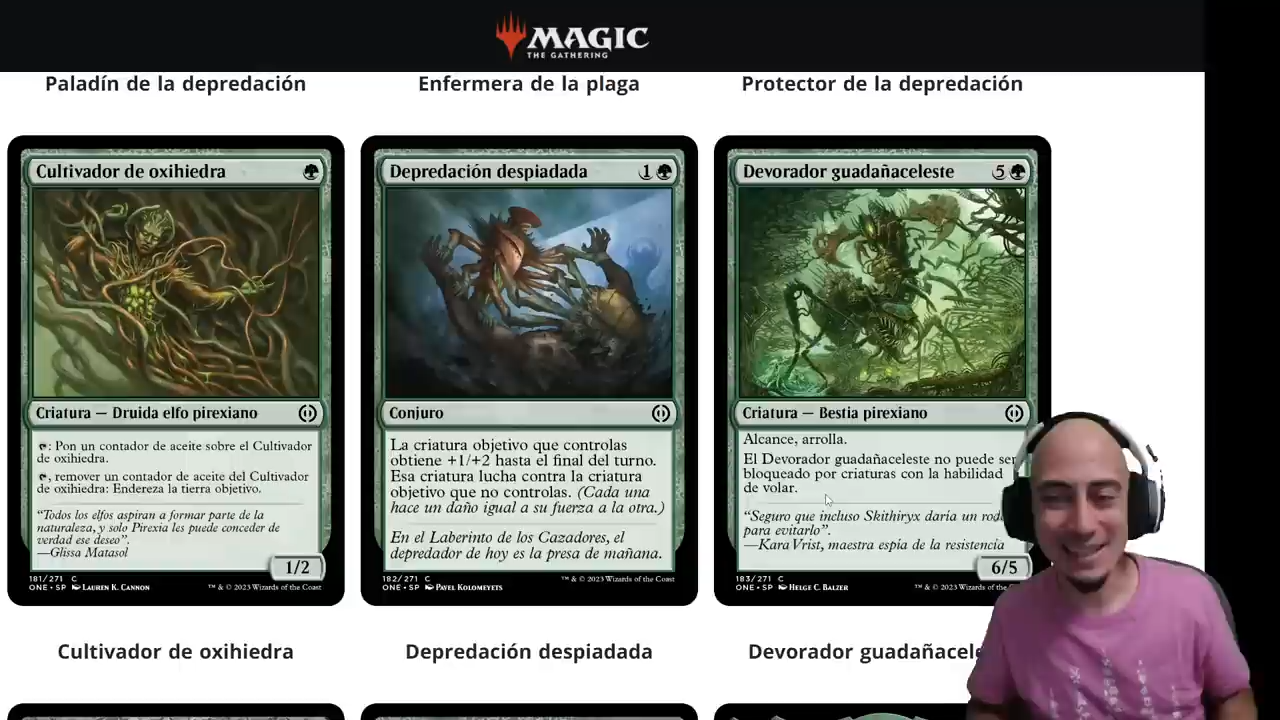 MAGIC
THE GATHERING
Paladín de la depredación
Enfermera de la plaga
Protector de la depredación
Cultivador de oxihiedra
Criatura — Druida elfo pirexiano
: Pon un contador de aceite sobre el Cultivador
de oxihiedra.
, remover un contador de aceite del Cultivador
de oxihiedra: Endereza la tierra objetivo.
“Todos los elfos aspiran a formar parte de la
naturaleza, y solo Pirexia les puede conceder de
verdad ese deseo”.
—Glissa Matasol
1/2
181/271 C
ONE • SP LAUREN K. CANNON
™ & © 2023 Wizards of the Coast
Depredación despiadada 1
Conjuro
La criatura objetivo que controlas
obtiene +1/+2 hasta el final del turno.
Esa criatura lucha contra la criatura
objetivo que no controlas. (Cada una
hace un daño igual a su fuerza a la otra.)
En el Laberinto de los Cazadores, el
depredador de hoy es la presa de mañana.
182/271 C
ONE • SP PAVEL KOLOMEYETS
™ & © 2023 Wizards of the Coast
Devorador guadañaceleste 5
Criatura — Bestia pirexiano
Alcance, arrolla.
El Devorador guadañaceleste no puede ser
bloqueado por criaturas con la habilidad
de volar.
“Seguro que incluso Skithiryx daría un
para evitarlo”.
—Kara Vrist, maestra espía de la resistencia
6/5
183/271 C
ONE • SP HELGE C. BALZER
™ & © 2023 Wizards of the
Cultivador de oxihiedra
Depredación despiadada
Devorador